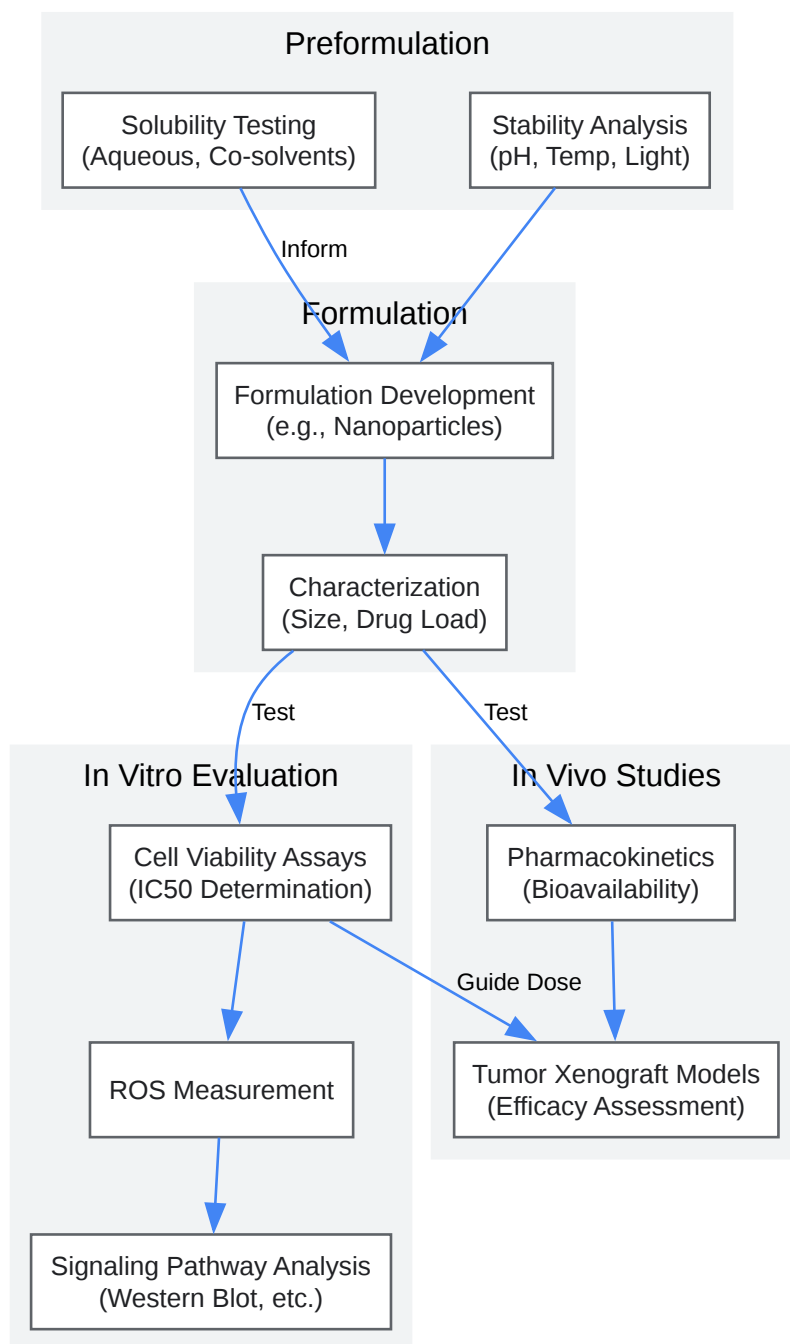 Preformulation
Solubility Testing
(Aqueous, Co-solvents)
Stability Analysis
(pH, Temp, Light)
Inform
Formulation
Formulation Development
(e.g., Nanoparticles)
Characterization
(Size, Drug Load)
Test
Test
In Vitro Evaluation
In Vivo Studies
Cell Viability Assays
(IC50 Determination)
Pharmacokinetics
(Bioavailability)
Guide Dose
ROS Measurement
Tumor Xenograft Models
(Efficacy Assessment)
Signaling Pathway Analysis
(Western Blot, etc.)